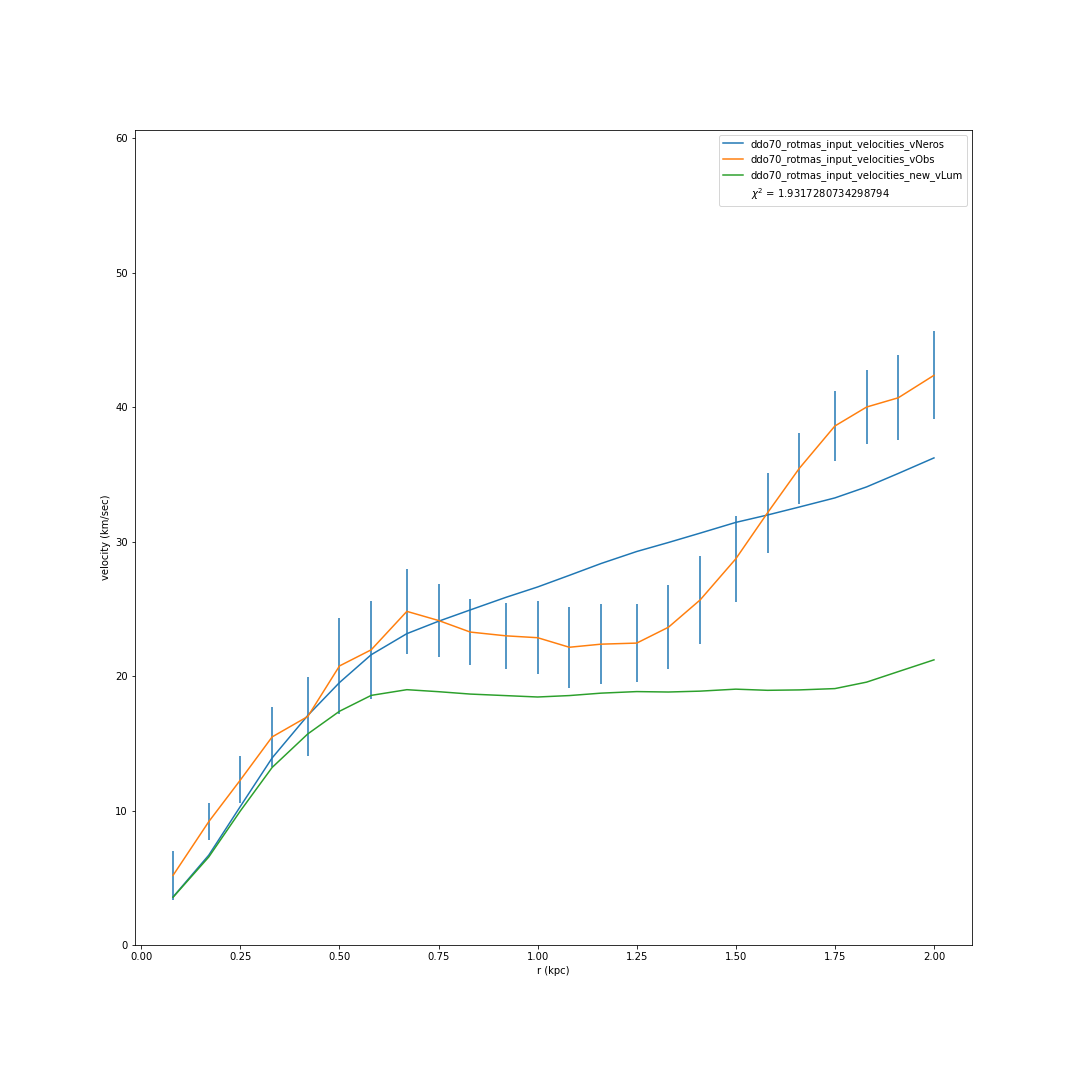 ddo70_rotmas_input_velocities_vNeros
ddo70_rotmas_input_velocities_vObs
ddo70_rotmas_input_velocities_new_vLum
χ² = 1.9317280734298794
60
50
40
30
20
10
0
velocity (km/sec)
0.00 0.25 0.50 0.75 1.00 1.25 1.50 1.75 2.00
r (kpc)